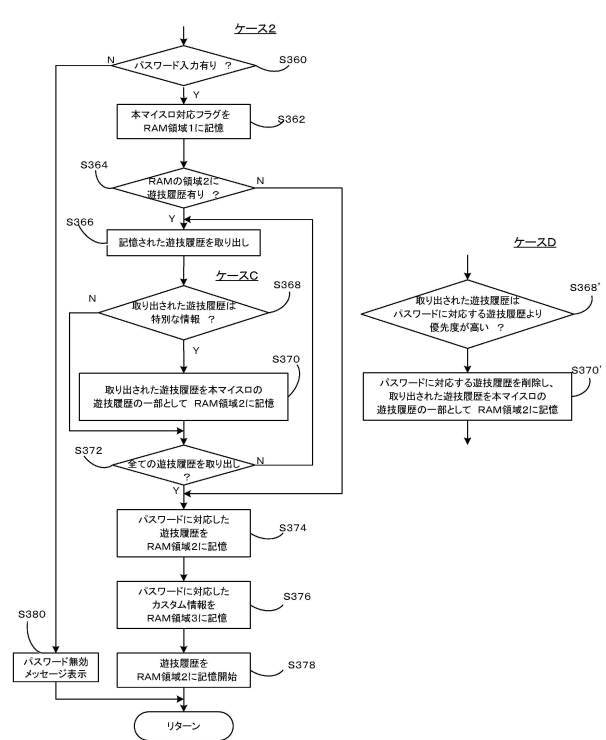 ケース2
N
パスワード入力有り ?
S360
Y
本マイスロ対応フラグを
RAM領域1に記憶
S362
S364
RAMの領域2に
遊技履歴有り ?
N
Y
S366
記憶された遊技履歴を取り出し
ケースC
N
取り出された遊技履歴は
特別な情報 ?
S368
Y
S370
取り出された遊技履歴を本マイスロの
遊技履歴の一部として RAM領域2に記憶
S372
全ての遊技履歴を取り出し
?
N
Y
パスワードに対応した
遊技履歴を
RAM領域2に記憶
S374
パスワードに対応した
カスタム情報を
RAM領域3に記憶
S376
S380
パスワード無効
メッセージ表示
遊技履歴を
RAM領域2に記憶開始
S378
リターン
ケースD
取り出された遊技履歴は
パスワードに対応する遊技履歴より
優先度が高い ?
S368'
S370'
パスワードに対応する遊技履歴を削除し、
取り出された遊技履歴を本マイスロの
遊技履歴の一部として RAM領域2に記憶